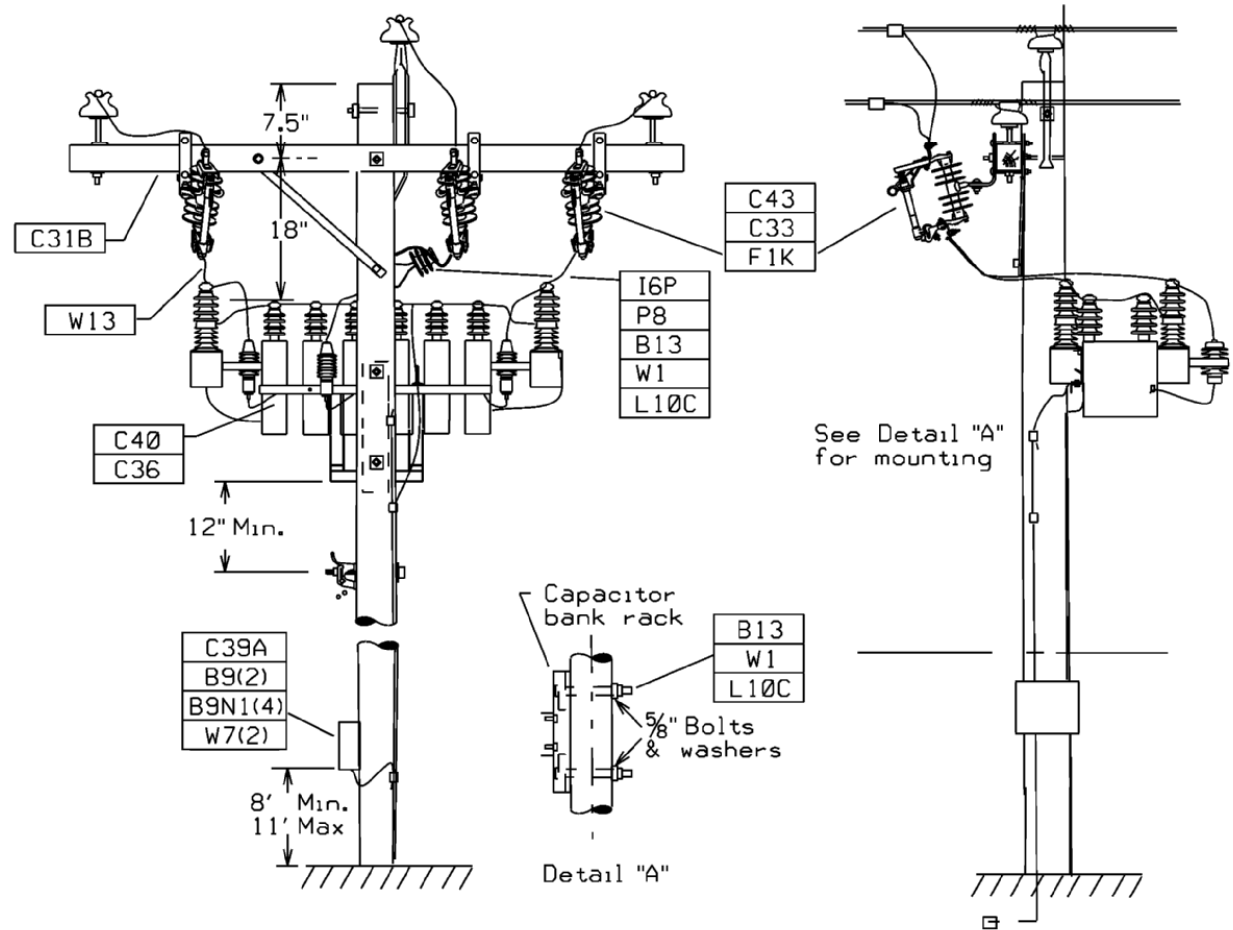 7.5"
18"
C31B
W13
C43
C33
F1K
I6P
P8
B13
W1
L10C
C40
C36
12" Min.
See Detail "A"
for mounting
Capacitor
bank rack
B13
W1
L10C
5/8" Bolts
& washers
C39A
B9(2)
B9N1(4)
W7(2)
8' Min.
11' Max
Detail "A"